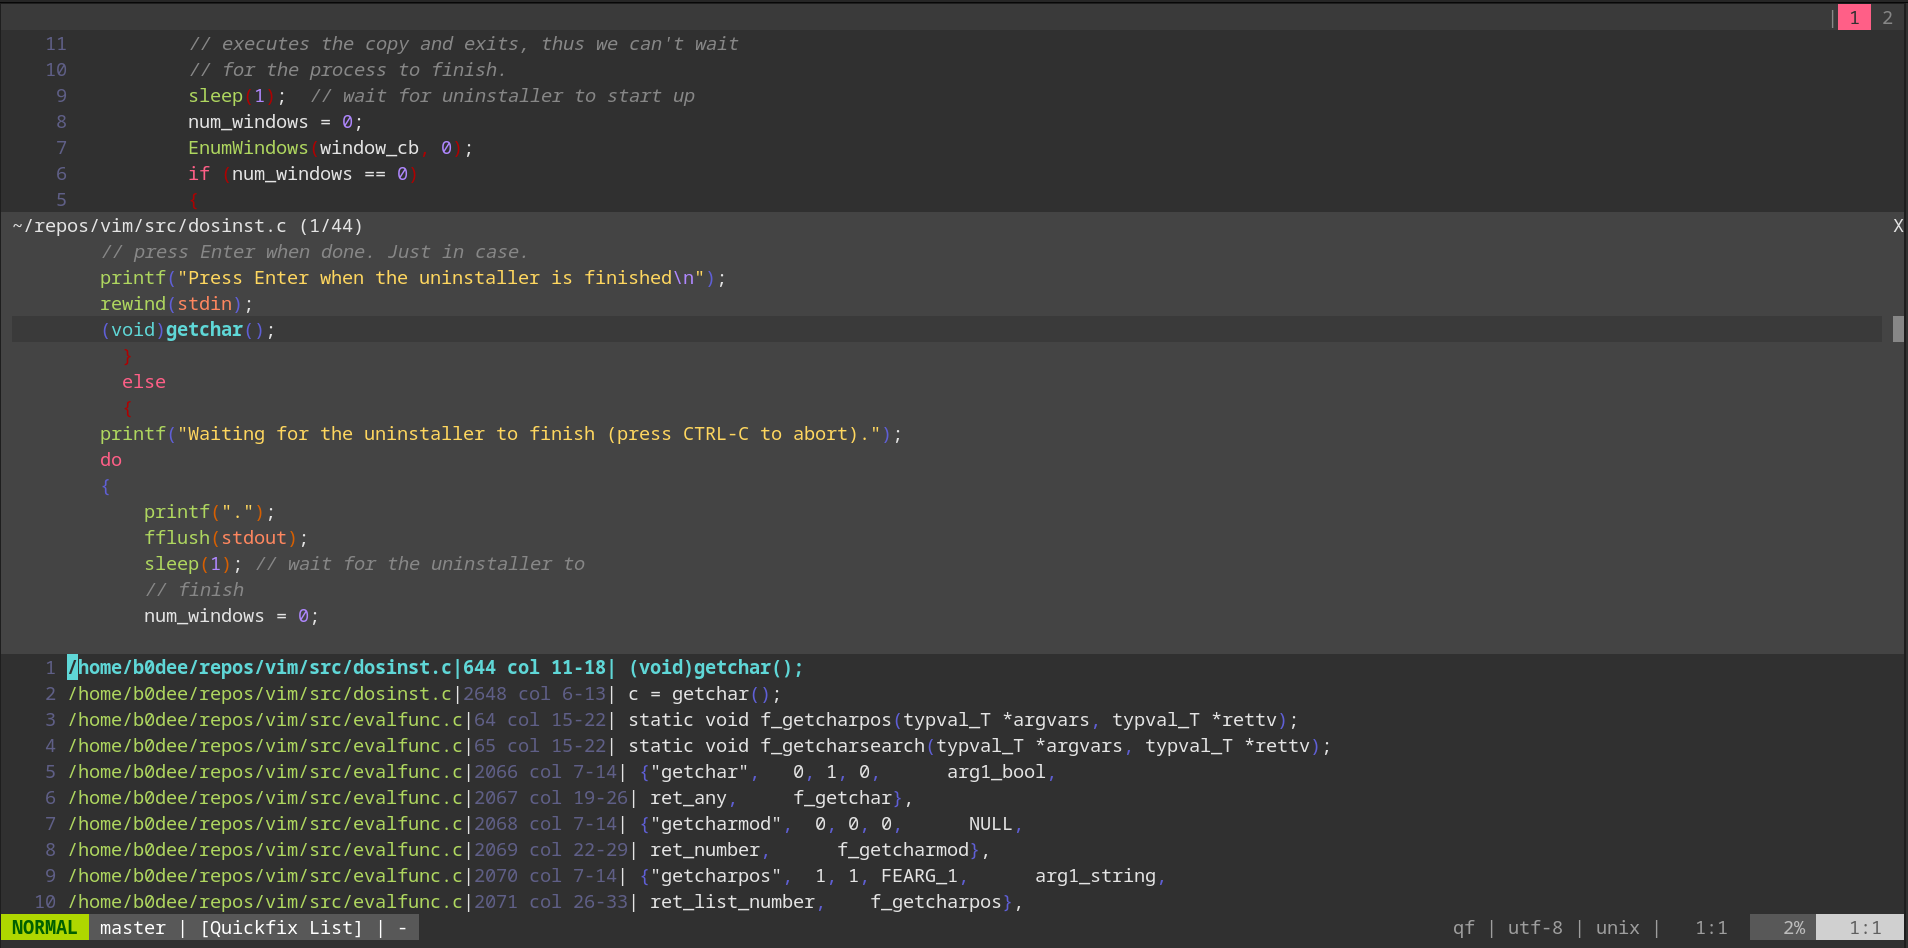 | 1 2
11 // executes the copy and exits, thus we can't wait
10 // for the process to finish.
9 sleep(1); // wait for uninstaller to start up
8 num_windows = 0;
7 EnumWindows(window_cb, 0);
6 if (num_windows == 0)
5 {
~/repos/vim/src/dosinst.c (1/44) X
// press Enter when done. Just in case.
printf("Press Enter when the uninstaller is finished\n");
rewind(stdin);
(void)getchar();
}
else
{
printf("Waiting for the uninstaller to finish (press CTRL-C to abort).");
do
{
printf(".");
fflush(stdout);
sleep(1); // wait for the uninstaller to
// finish
num_windows = 0;
1 /home/b0dee/repos/vim/src/dosinst.c|644 col 11-18| (void)getchar();
2 /home/b0dee/repos/vim/src/dosinst.c|2648 col 6-13| c = getchar();
3 /home/b0dee/repos/vim/src/evalfunc.c|64 col 15-22| static void f_getcharpos(typval_T *argvars, typval_T *rettv);
4 /home/b0dee/repos/vim/src/evalfunc.c|65 col 15-22| static void f_getcharsearch(typval_T *argvars, typval_T *rettv);
5 /home/b0dee/repos/vim/src/evalfunc.c|2066 col 7-14| {"getchar", 0, 1, 0, arg1_bool,
6 /home/b0dee/repos/vim/src/evalfunc.c|2067 col 19-26| ret_any, f_getchar},
7 /home/b0dee/repos/vim/src/evalfunc.c|2068 col 7-14| {"getcharmod", 0, 0, 0, NULL,
8 /home/b0dee/repos/vim/src/evalfunc.c|2069 col 22-29| ret_number, f_getcharmod},
9 /home/b0dee/repos/vim/src/evalfunc.c|2070 col 7-14| {"getcharpos", 1, 1, FEARG_1, arg1_string,
10 /home/b0dee/repos/vim/src/evalfunc.c|2071 col 26-33| ret_list_number, f_getcharpos},
NORMAL master | [Quickfix List] | - qf | utf-8 | unix | 1:1 2% 1:1